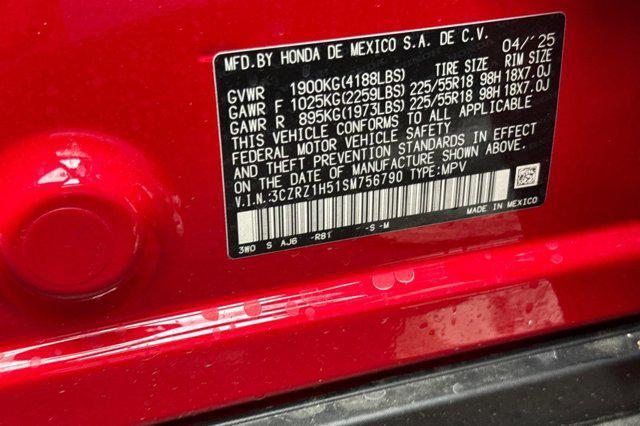 MFD. BY HONDA DE MEXICO S.A. DE C.V. 04/25
TIRE SIZE RIM SIZE
GVWR 1900KG(4188LBS)
GAWR F 1025KG(2259LBS) 225/55R18 98H 18X7.0J
GAWR R 895KG(1973LBS) 225/55R18 98H 18X7.0J
THIS VEHICLE CONFORMS TO ALL APPLICABLE
FEDERAL MOTOR VEHICLE SAFETY
AND THEFT PREVENTION STANDARDS IN EFFECT
ON THE DATE OF MANUFACTURE SHOWN ABOVE.
V.I.N.:3CZRZ1H51SM756790 TYPE:MPV
MADE IN MEXICO
3W0 S AJ6 -R81 -S -M